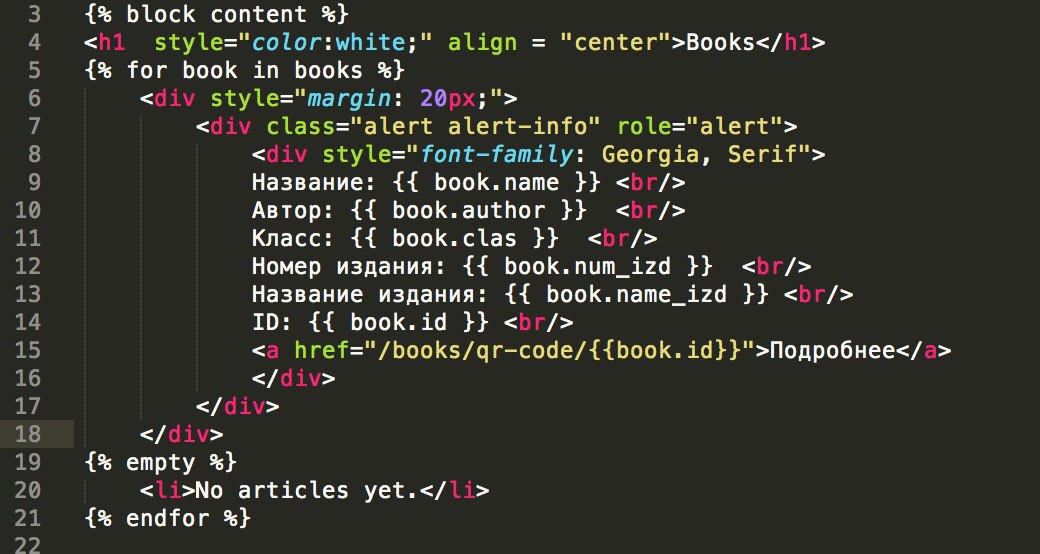 3 {% block content %}
4 <h1  style="color:white;" align = "center">Books</h1>
5 {% for book in books %}
6     <div style="margin: 20px;">
7         <div class="alert alert-info" role="alert">
8             <div style="font-family: Georgia, Serif">
9             Название: {{ book.name }} <br/>
10             Автор: {{ book.author }}  <br/>
11             Класс: {{ book.clas }}  <br/>
12             Номер издания: {{ book.num_izd }}  <br/>
13             Название издания: {{ book.name_izd }} <br/>
14             ID: {{ book.id }} <br/>
15             <a href="/books/qr-code/{{book.id}}">Подробнее</a>
16             </div>
17         </div>
18     </div>
19 {% empty %}
20     <li>No articles yet.</li>
21 {% endfor %}
22